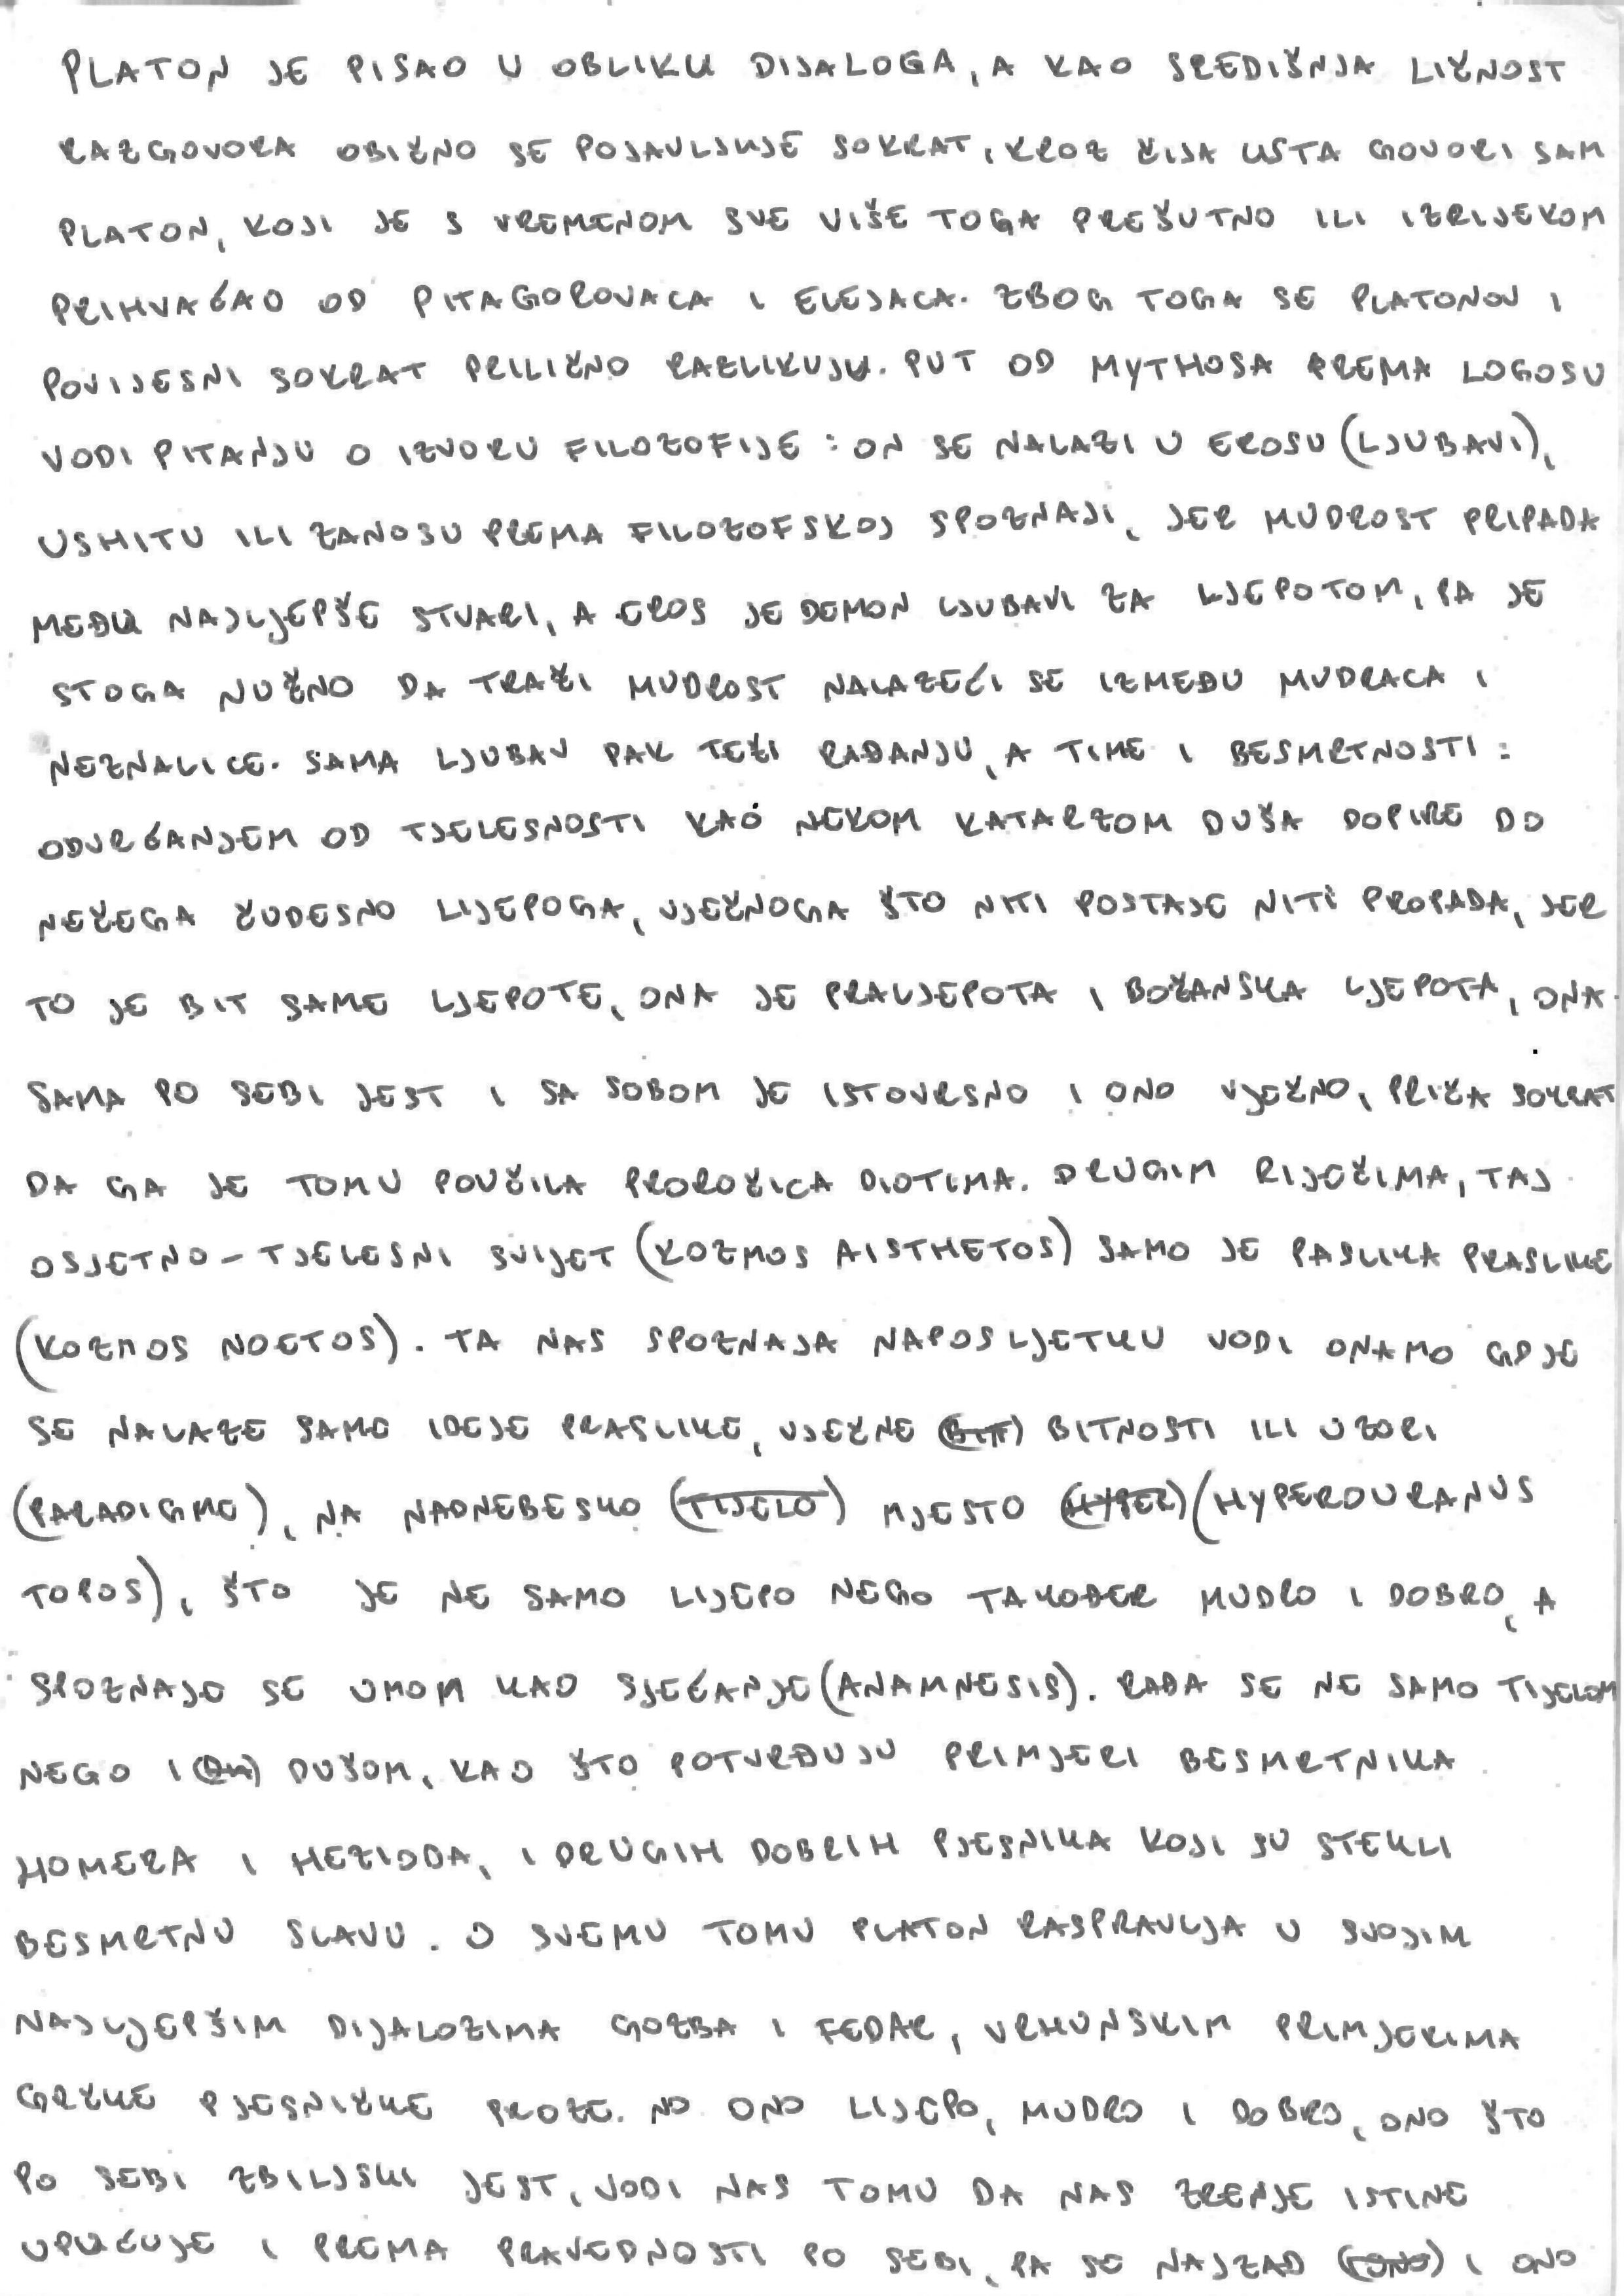 PLATON JE PISAO U OBLIKU DIJALOGA, A KAO SREDIŠNJA LIČNOST
RAZGOVORA OBIČNO SE POJAVLJUJE SOKRAT, KROZ ČIJA USTA GOVORI SAM
PLATON, KOJI JE S VREMENOM SVE VIŠE TOGA PREŠUTNO ILI IZRIJEKOM
PRIHVAĆAO OD PITAGOROVACA I ELEJACA. ZBOG TOGA SE PLATONOV I
POVIJESNI SOKRAT PRILIČNO RAZLIKUJU. PUT OD MYTHOSA PREMA LOGOSU
VODI PITANJU O IZVORU FILOZOFIJE : ON SE NALAZI U EROSU (LJUBAVI),
USHITU ILI ZANOSU PREMA FILOZOFSKOJ SPOZNAJI, JER MUDROST PRIPADA
MEĐU NAJLJEPŠE STVARI, A EROS JE DEMON LJUBAVI ZA LJEPOTOM, PA JE
STOGA NUŽNO DA TRAŽI MUDROST NALAZEĆI SE IZMEĐU MUDRACA I
NEZNALICE. SAMA LJUBAV PAK TEŽI RAĐANJU, A TIME I BESMRTNOSTI :
ODVRĆANJEM OD TJELESNOSTI KAO NEKOM KATARZOM DUŠA DOPIRE DO
NEČEGA ČUDESNO LIJEPOGA, VJEČNOGA ŠTO NITI POSTAJE NITI PROPADA, JER
TO JE BIT SAME LJEPOTE, ONA JE PRALJEPOTA I BOŽANSKA LJEPOTA, ONA
SAMA PO SEBI JEST I SA SOBOM JE ISTOVRSNO I ONO VJEČNO, PRIČA SOKRAT
DA GA JE TOMU POUČILA PROROČICA DIOTIMA. DRUGIM RIJEČIMA, TAJ
OSJETNO-TJELESNI SVIJET (KOZMOS AISTHETOS) SAMO JE PASLIKA PRASLIKE
(KOZMOS NOETOS). TA NAS SPOZNAJA NAPOSLJETKU VODI ONAMO GDJE
SE NALAZE SAME IDEJE PRASLIKE, VJEČNE (BIT) BITNOSTI ILI UZORI
(PARADIGME), NA NADNEBESKO (TIJELO) MJESTO (HYPER) (HYPEROURANUS
TOPOS), ŠTO JE NE SAMO LIJEPO NEGO TAKOĐER MUDRO I DOBRO, A
SPOZNAJE SE UMOM KAO SJEĆANJE (ANAMNESIS). RAĐA SE NE SAMO TIJELOM
NEGO I DUŠOM, KAO ŠTO POTVRĐUJU PRIMJERI BESMRTNIKA
HOMERA I HEZIODA, I DRUGIH DOBRIH PJESNIKA KOJI SU STEKLI
BESMRTNU SLAVU. O SVEMU TOMU PLATON RASPRAVLJA U SVOJIM
NAJLJEPŠIM DIJALOZIMA GOZBA I FEDAR, VRHUNSKIM PRIMJERIMA
GRČKE PJESNIČKE PROZE. NO ONO LIJEPO, MUDRO I DOBRO, ONO ŠTO
PO SEBI ZBILJSKI JEST, VODI NAS TOMU DA NAS ZRENJE ISTINE
UPUĆUJE I PREMA PRAVEDNOSTI PO SEBI, PA SE NAJZAD I ONO